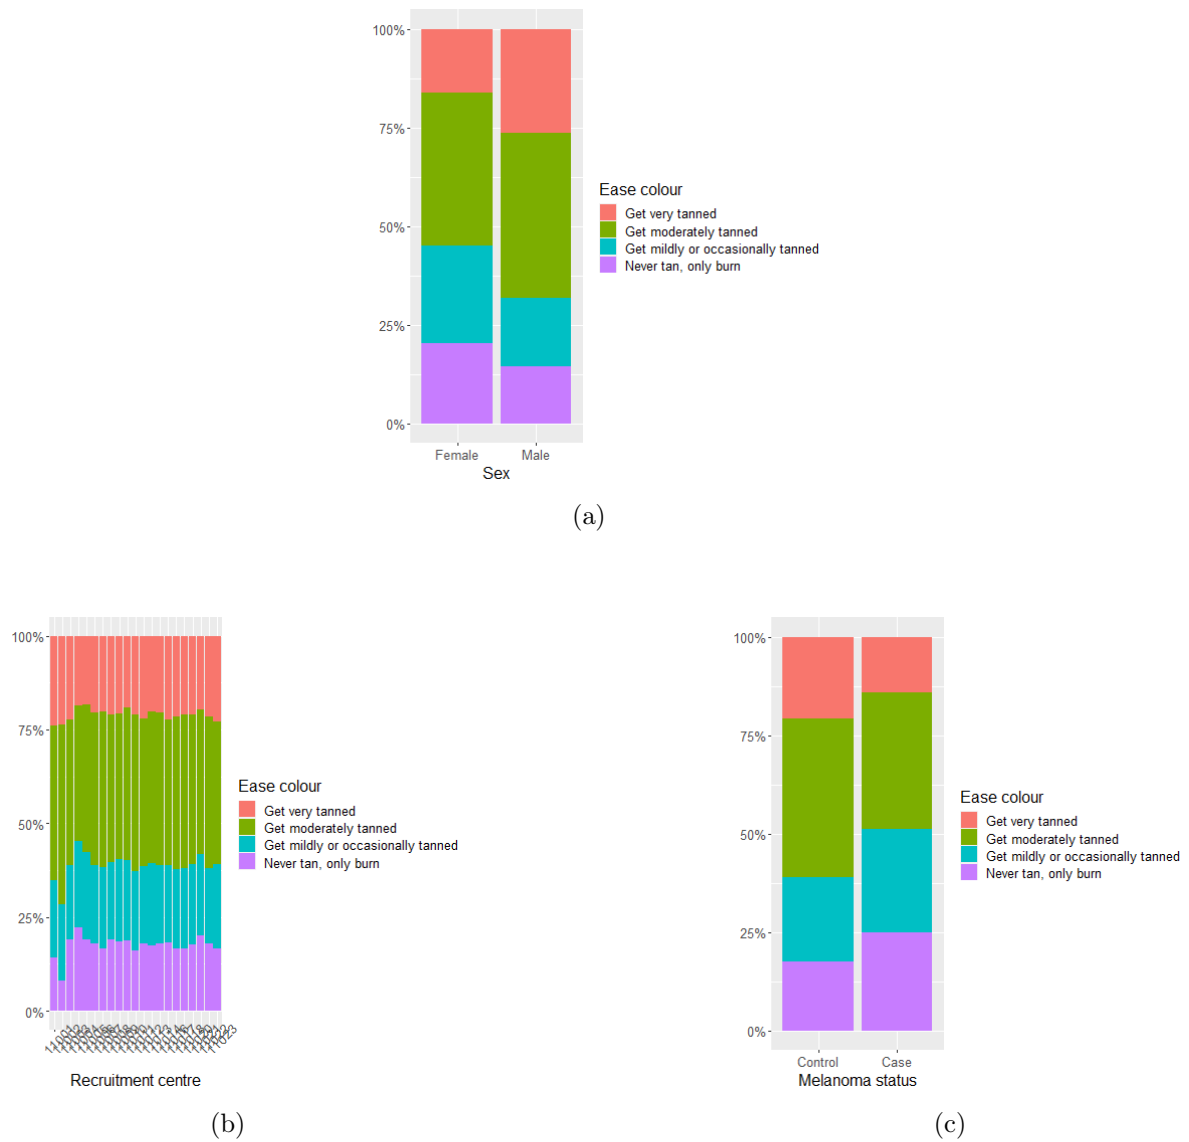 100%
75%
50%
25%
0%
Female Male
Sex
Ease colour
Get very tanned
Get moderately tanned
Get mildly or occasionally tanned
Never tan, only burn
(a)
100%
75%
50%
25%
0%
11001
11023
Recruitment centre
Ease colour
Get very tanned
Get moderately tanned
Get mildly or occasionally tanned
Never tan, only burn
(b)
100%
75%
50%
25%
0%
Control Case
Melanoma status
Ease colour
Get very tanned
Get moderately tanned
Get mildly or occasionally tanned
Never tan, only burn
(c)